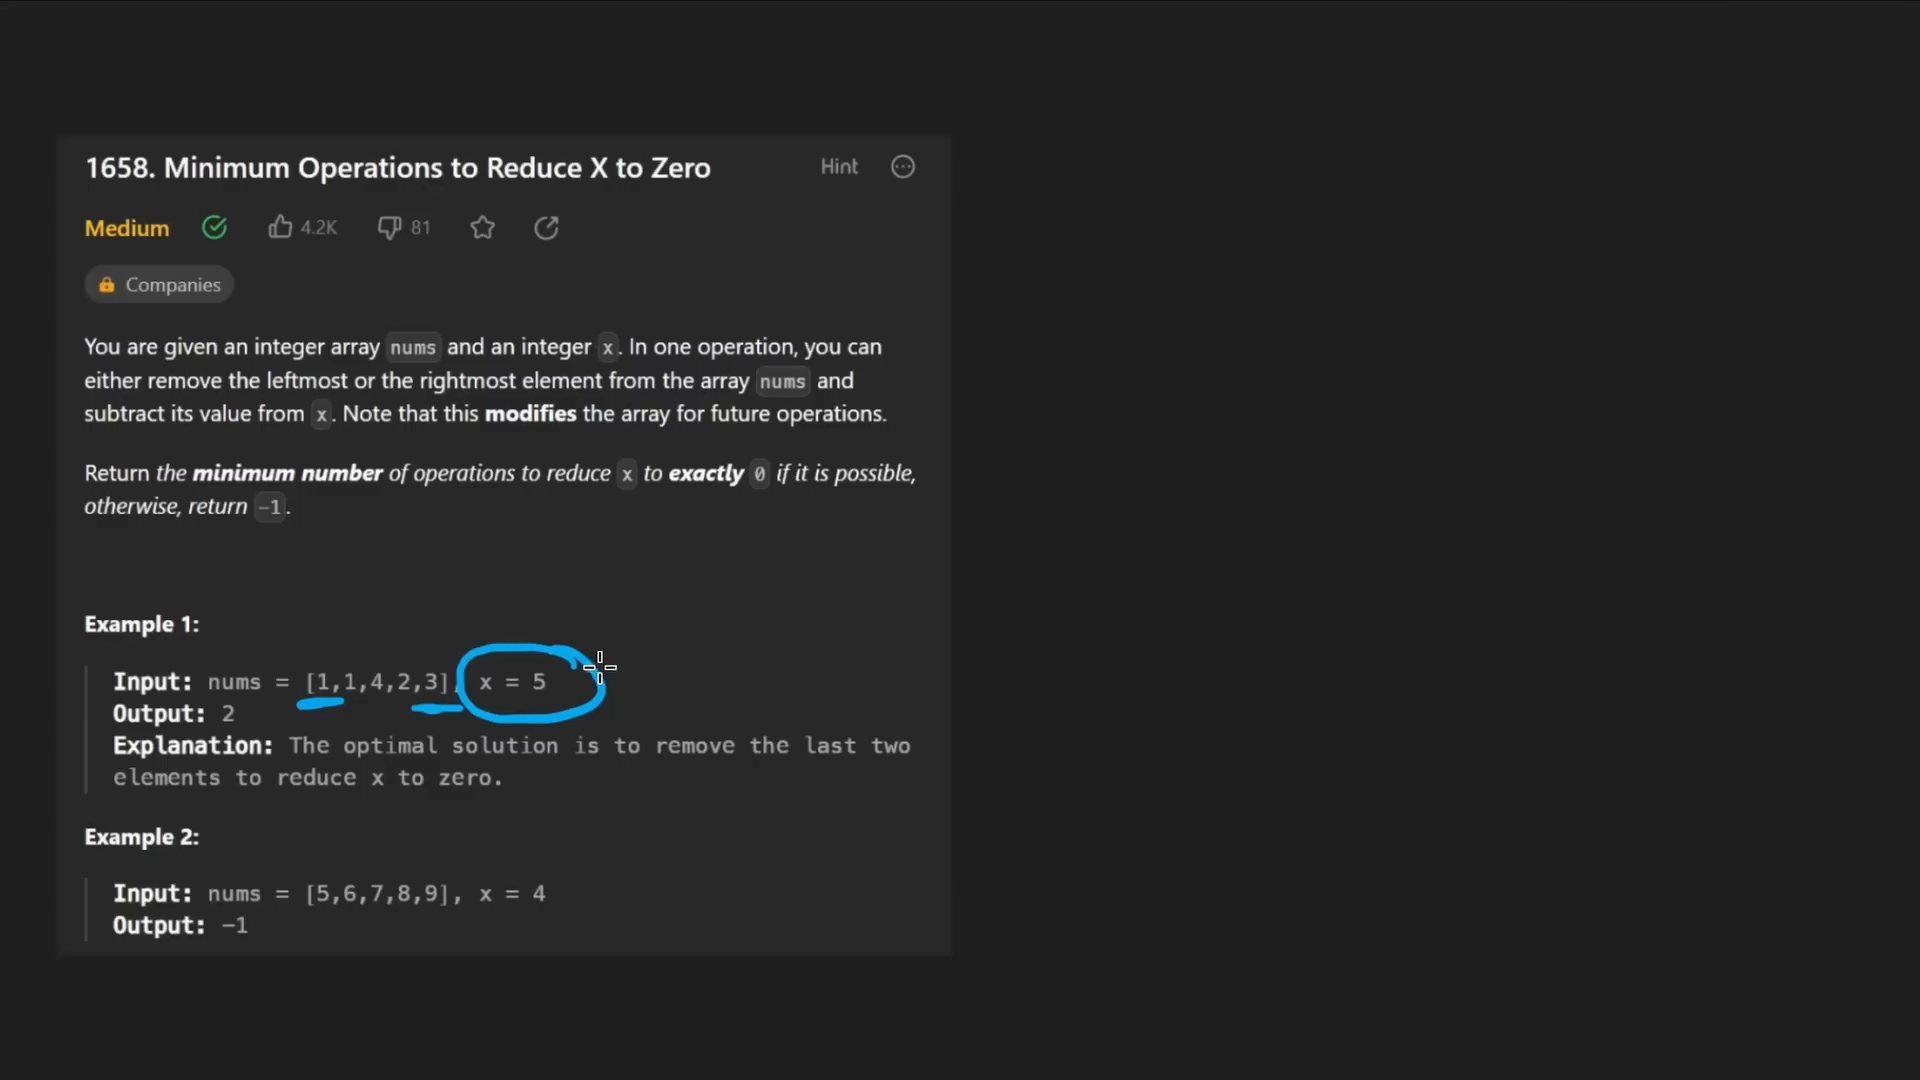 1658. Minimum Operations to Reduce X to Zero Hint
Medium 4.2K 81
Companies
You are given an integer array nums and an integer x. In one operation, you can
either remove the leftmost or the rightmost element from the array nums and
subtract its value from x. Note that this modifies the array for future operations.
Return the minimum number of operations to reduce x to exactly 0 if it is possible,
otherwise, return -1.
Example 1:
Input: nums = [1,1,4,2,3], x = 5
Output: 2
Explanation: The optimal solution is to remove the last two
elements to reduce x to zero.
Example 2:
Input: nums = [5,6,7,8,9], x = 4
Output: -1